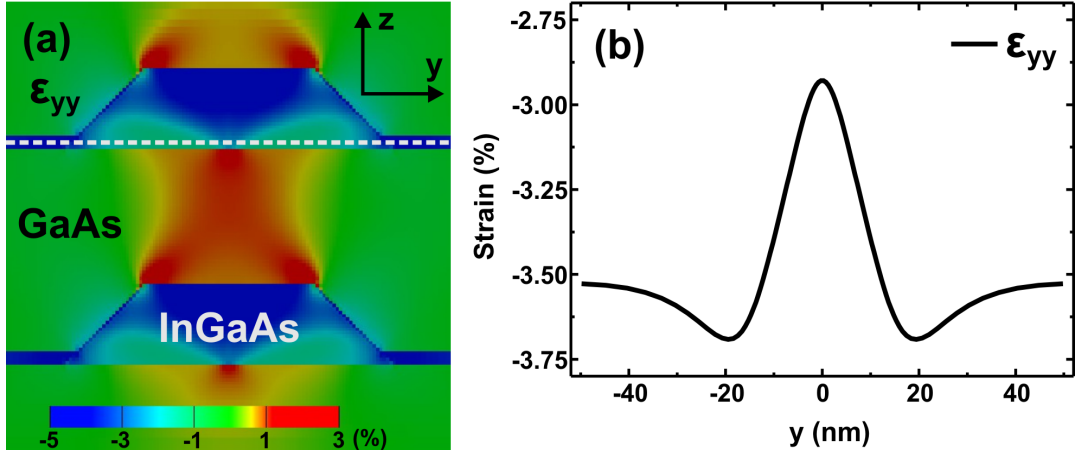 (a)
z
y
εyy
GaAs
InGaAs
-5 -3 -1 1 3 (%)
(b)
εyy
-2.75
-3.00
-3.25
-3.50
-3.75
Strain (%)
-40 -20 0 20 40
y (nm)